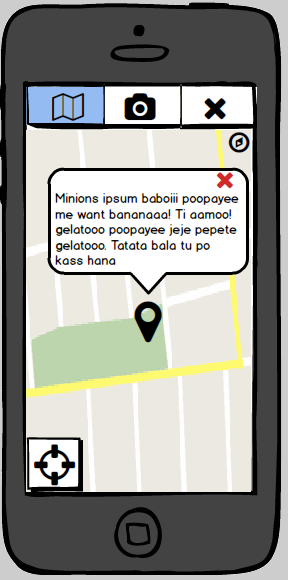 Minions ipsum baboiii poopayee
me want bananaaa! Ti aamoo!
gelatooo poopayee jeje pepete
gelatooo. Tatata bala tu po
kass hana